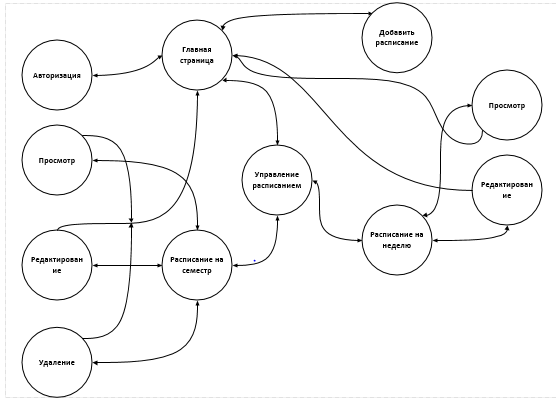 Добавить
расписание
Главная
страница
Авторизация
Просмотр
Просмотр
Управление
расписанием
Редактирован
ие
Расписание на
неделю
Редактирован
ие
Расписание на
семестр
Удаление